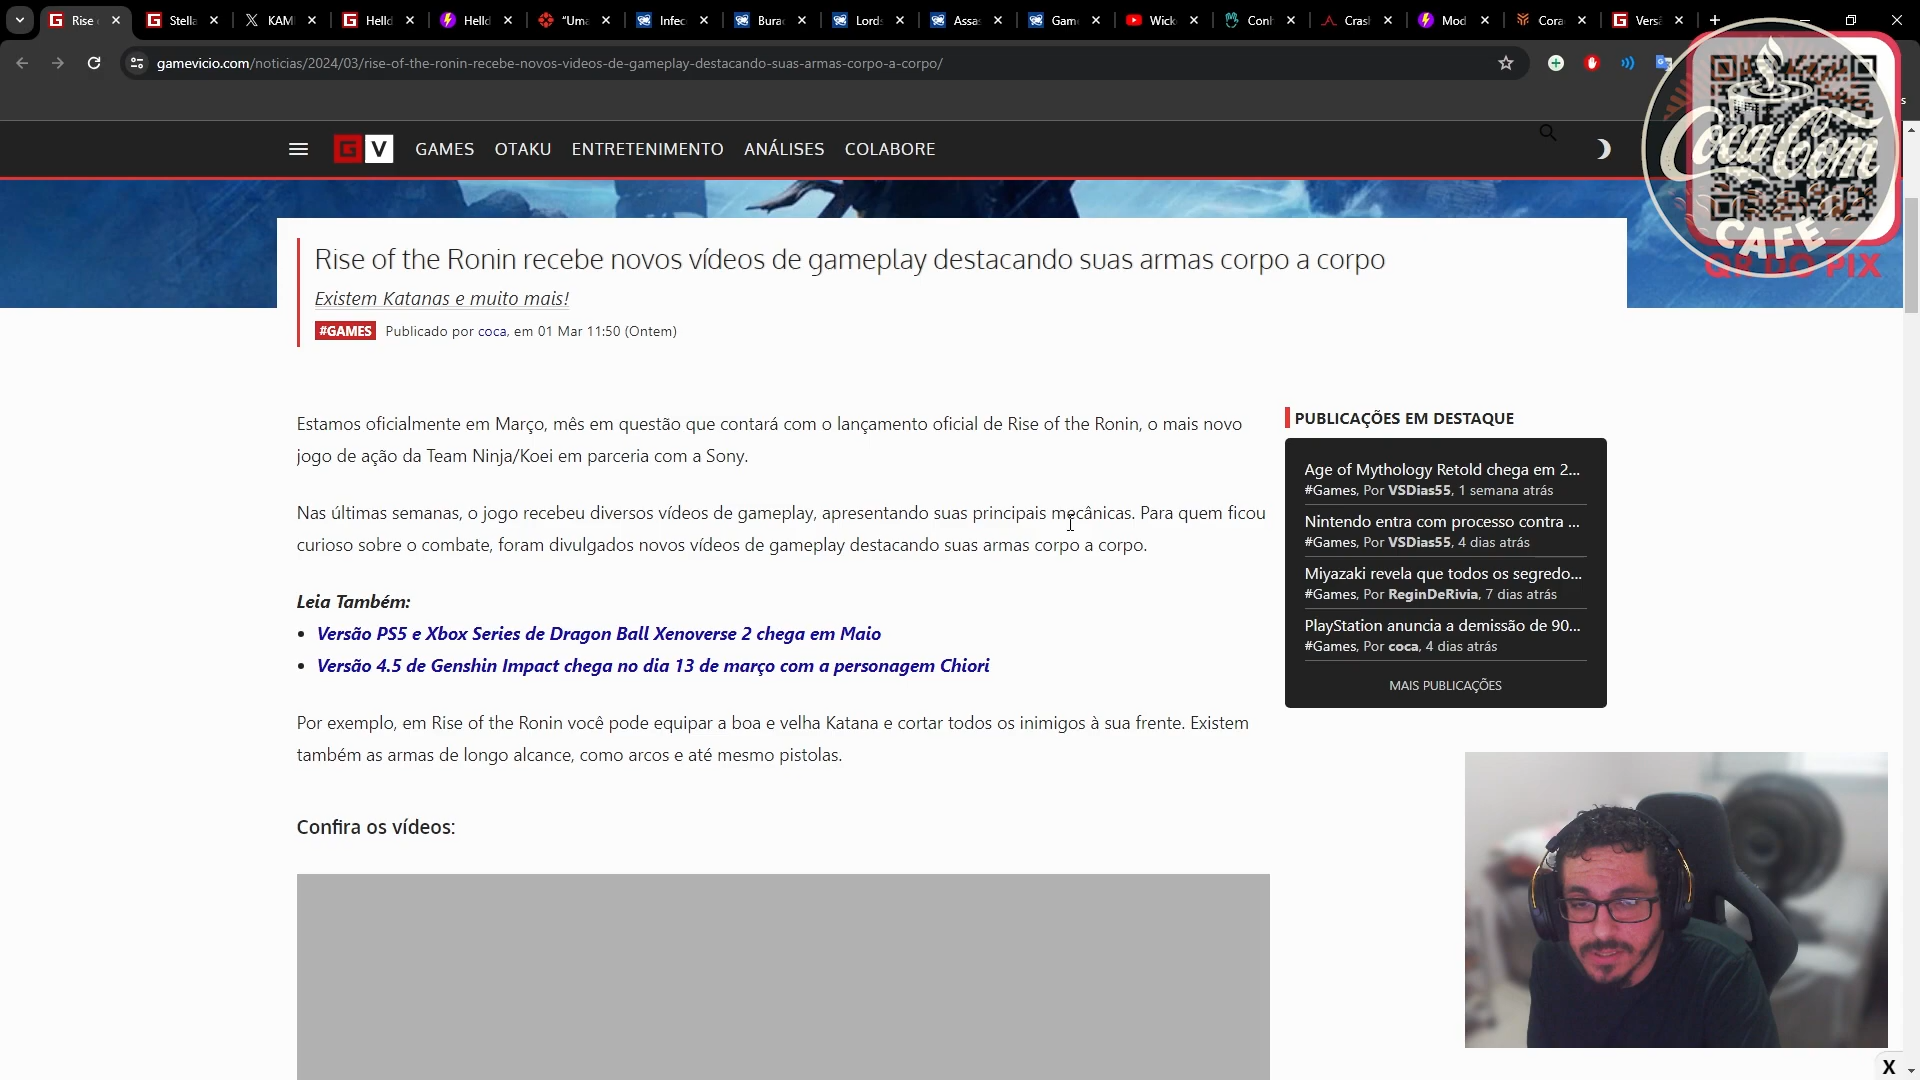 Rise
Stella
KAM
Helld
Helld
"Uma
Infec
Burac
Lords
Assa
Game
Wick
Conh
Crash
Mod
Cora
Versã
gamevicio.com/noticias/2024/03/rise-of-the-ronin-recebe-novos-videos-de-gameplay-destacando-suas-armas-corpo-a-corpo/
G V GAMES OTAKU ENTRETENIMENTO ANÁLISES COLABORE
Coca Com
CAFÉ
QR DO PIX
Rise of the Ronin recebe novos vídeos de gameplay destacando suas armas corpo a corpo
Existem Katanas e muito mais!
#GAMES Publicado por coca, em 01 Mar 11:50 (Ontem)
Estamos oficialmente em Março, mês em questão que contará com o lançamento oficial de Rise of the Ronin, o mais novo
jogo de ação da Team Ninja/Koei em parceria com a Sony.
Nas últimas semanas, o jogo recebeu diversos vídeos de gameplay, apresentando suas principais mecânicas. Para quem ficou
curioso sobre o combate, foram divulgados novos vídeos de gameplay destacando suas armas corpo a corpo.
Leia Também:
• Versão PS5 e Xbox Series de Dragon Ball Xenoverse 2 chega em Maio
• Versão 4.5 de Genshin Impact chega no dia 13 de março com a personagem Chiori
Por exemplo, em Rise of the Ronin você pode equipar a boa e velha Katana e cortar todos os inimigos à sua frente. Existem
também as armas de longo alcance, como arcos e até mesmo pistolas.
Confira os vídeos:
PUBLICAÇÕES EM DESTAQUE
Age of Mythology Retold chega em 2...
#Games, Por VSDias55, 1 semana atrás
Nintendo entra com processo contra ...
#Games, Por VSDias55, 4 dias atrás
Miyazaki revela que todos os segredo...
#Games, Por ReginDeRivia, 7 dias atrás
PlayStation anuncia a demissão de 90...
#Games, Por coca, 4 dias atrás
MAIS PUBLICAÇÕES
X